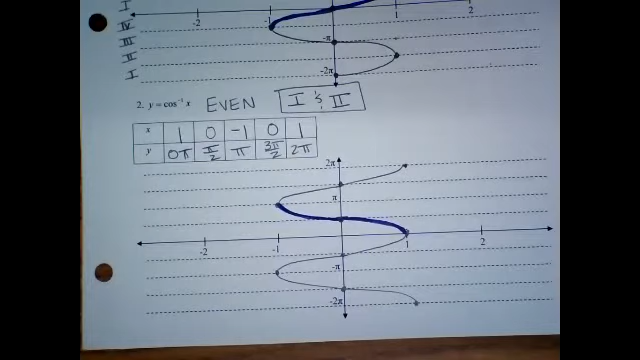 I
IV
III
II
I
-2 -1 1 2
-π
-2π
2. y = cos⁻¹ x EVEN I & II
x 1 0 -1 0 1
y 0π π/2 π 3π/2 2π
2π
π
-2 -1 1 2
-π
-2π